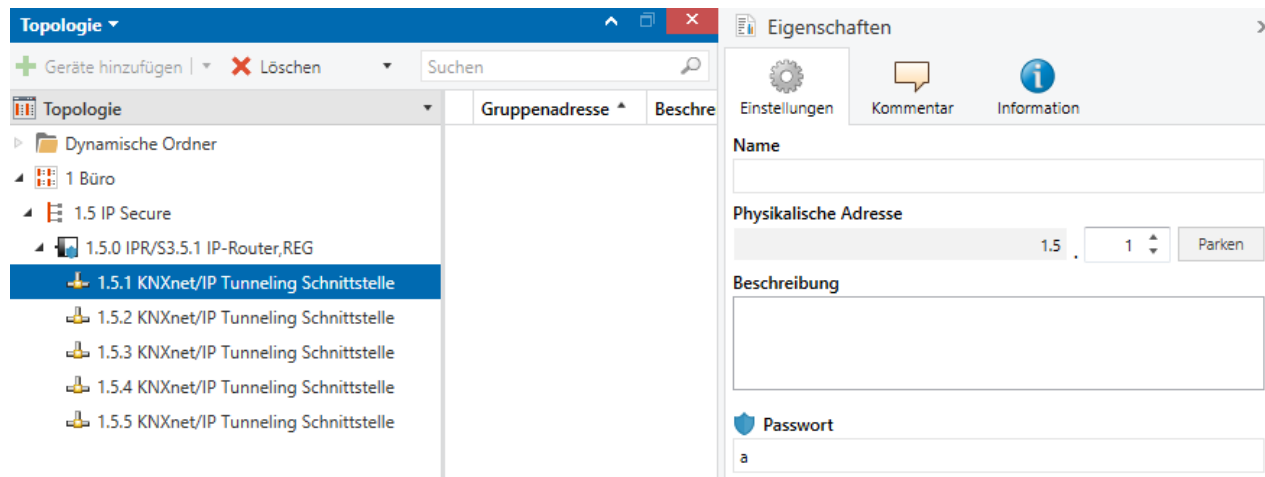 Topologie
Geräte hinzufügen
Löschen
Suchen
Topologie
Gruppenadresse
Beschre
Dynamische Ordner
1 Büro
1.5 IP Secure
1.5.0 IPR/S3.5.1 IP-Router,REG
1.5.1 KNXnet/IP Tunneling Schnittstelle
1.5.2 KNXnet/IP Tunneling Schnittstelle
1.5.3 KNXnet/IP Tunneling Schnittstelle
1.5.4 KNXnet/IP Tunneling Schnittstelle
1.5.5 KNXnet/IP Tunneling Schnittstelle
Eigenschaften
Einstellungen
Kommentar
Information
Name
Physikalische Adresse
1.5 . 1 Parken
Beschreibung
Passwort
a